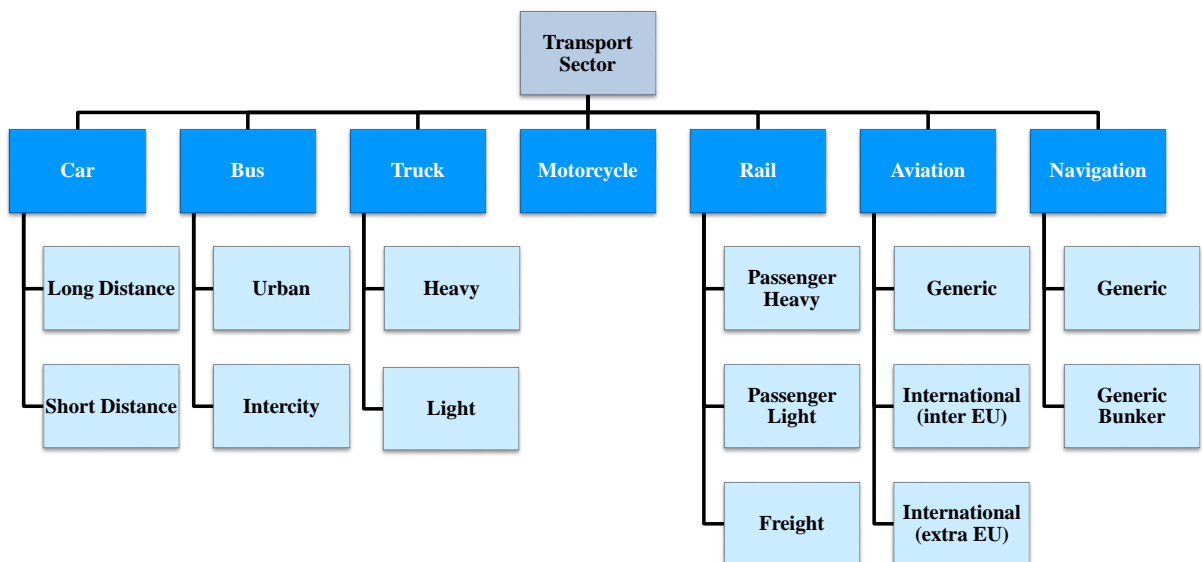 Transport
Sector
Car
Bus
Truck
Motorcycle
Rail
Aviation
Navigation
Long Distance
Urban
Heavy
Passenger
Heavy
Generic
Generic
Short Distance
Intercity
Light
Passenger
Light
International
(inter EU)
Generic
Bunker
Freight
International
(extra EU)